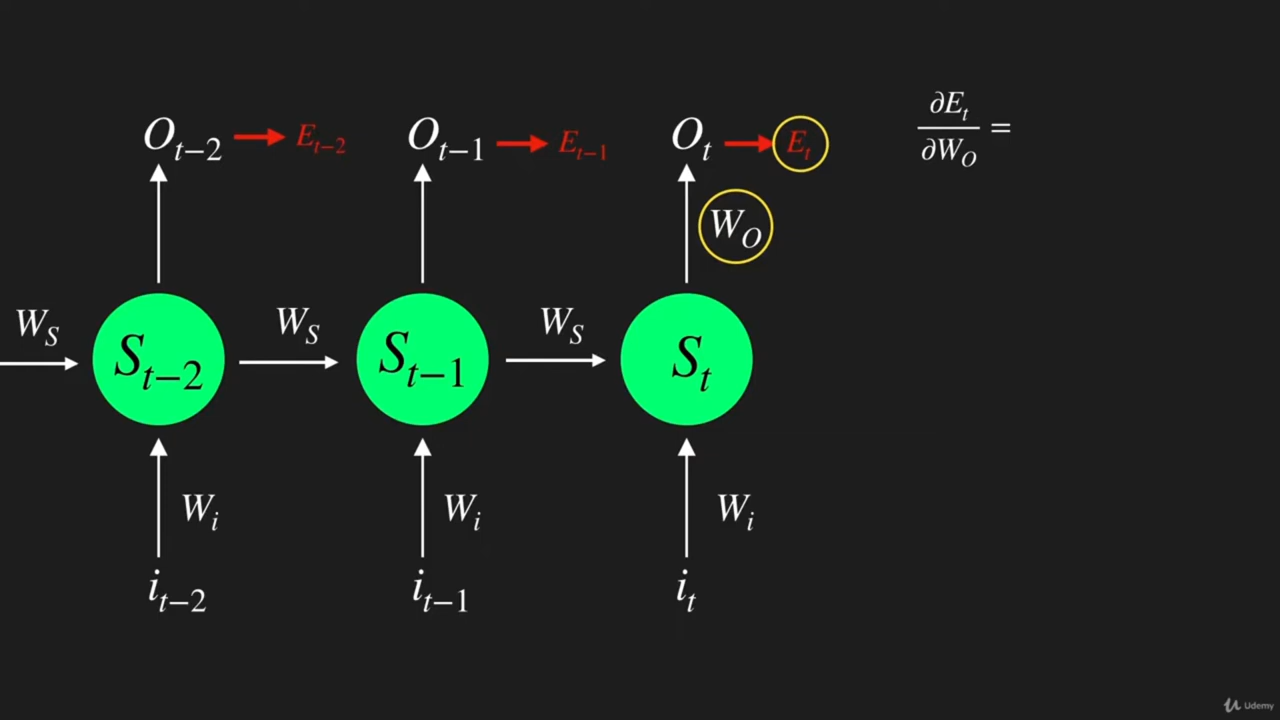 O_{t-2} E_{t-2} O_{t-1} E_{t-1} O_t E_t
∂E_t/∂W_O =
W_O
W_S W_S W_S
S_{t-2} S_{t-1} S_t
W_i W_i W_i
i_{t-2} i_{t-1} i_t
Udemy